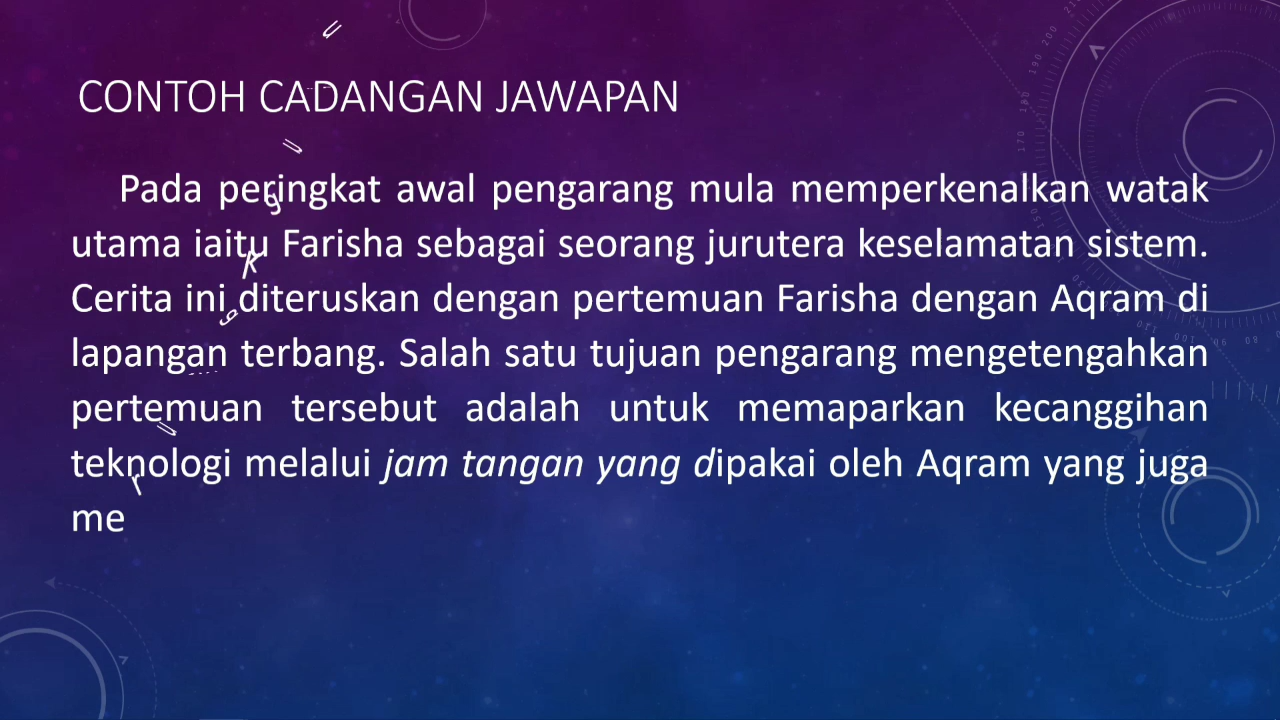 CONTOH CADANGAN JAWAPAN
Pada peringkat awal pengarang mula memperkenalkan watak
utama iaitu Farisha sebagai seorang jurutera keselamatan sistem.
Cerita ini diteruskan dengan pertemuan Farisha dengan Aqram di
lapangan terbang. Salah satu tujuan pengarang mengetengahkan
pertemuan tersebut adalah untuk memaparkan kecanggihan
teknologi melalui jam tangan yang dipakai oleh Aqram yang juga
me